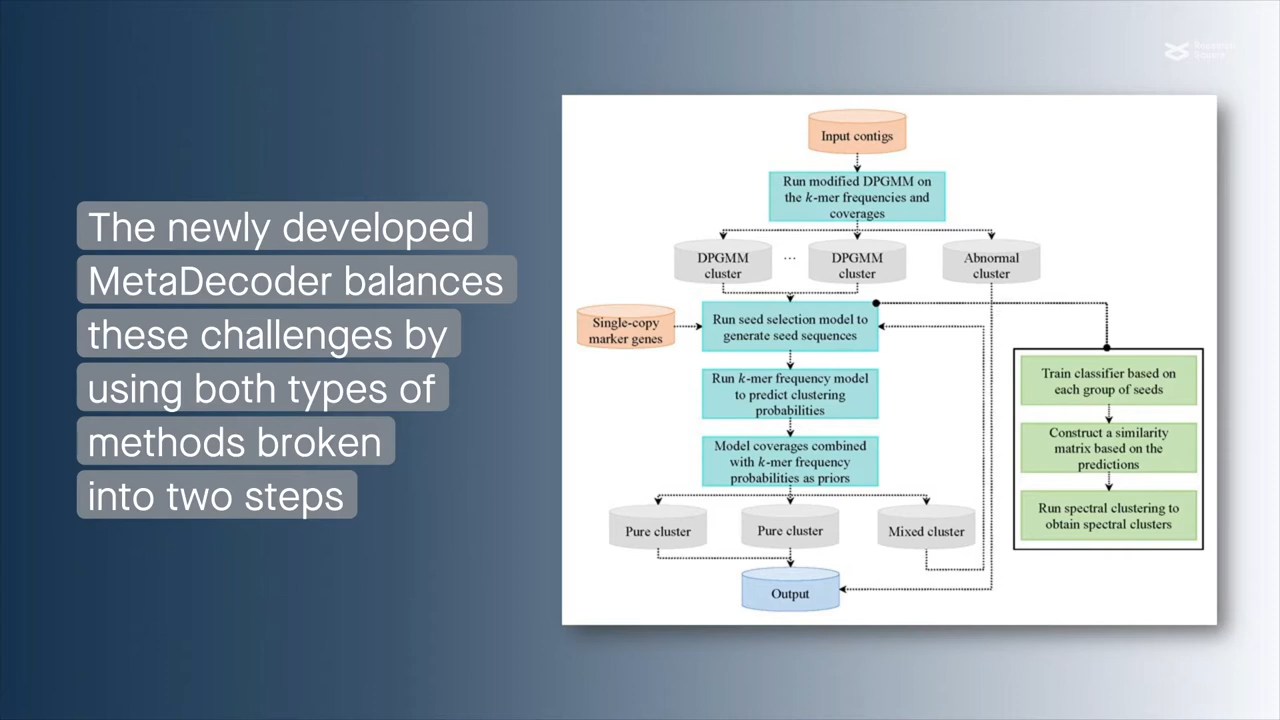 The newly developed
MetaDecoder balances
these challenges by
using both types of
methods broken
into two steps
Input contigs
Run modified DPGMM on
the k-mer frequencies and
coverages
DPGMM
cluster
...
DPGMM
cluster
Abnormal
cluster
Single-copy
marker genes
Run seed selection model to
generate seed sequences
Run k-mer frequency model
to predict clustering
probabilities
Model coverages combined
with k-mer frequency
probabilities as priors
Pure cluster
Pure cluster
Mixed cluster
Output
Train classifier based on
each group of seeds
Construct a similarity
matrix based on the
predictions
Run spectral clustering to
obtain spectral clusters